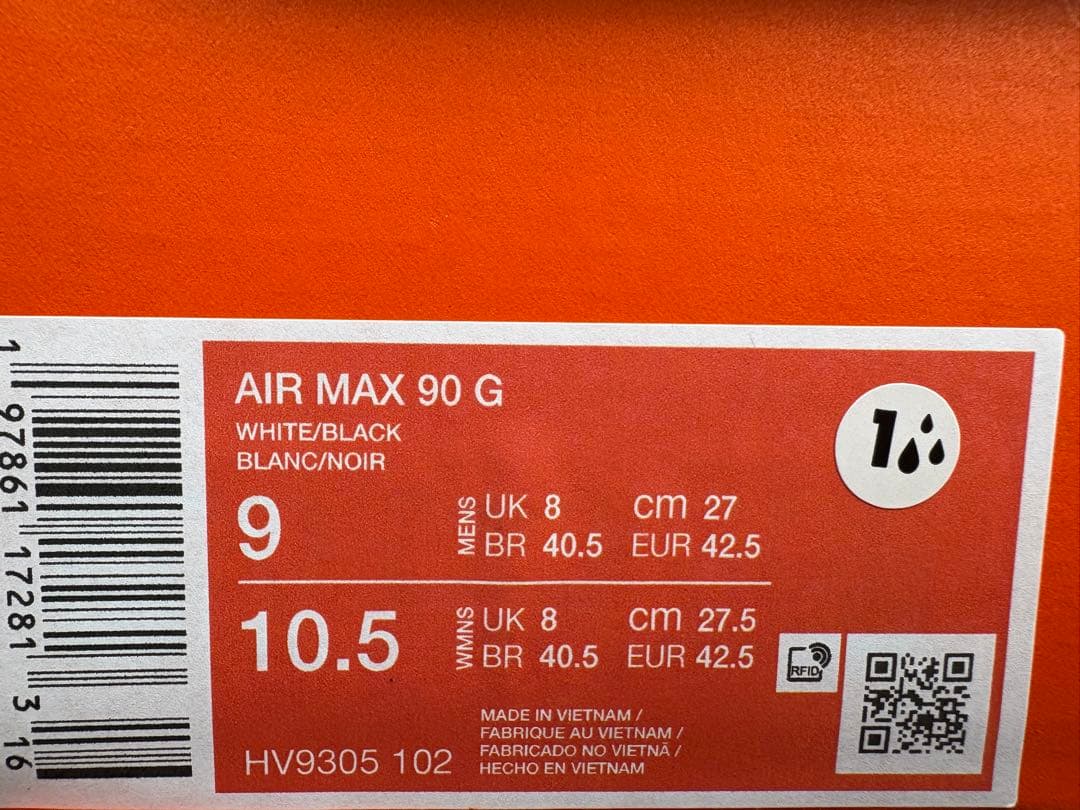 AIR MAX 90 G
WHITE/BLACK
BLANC/NOIR
9
MENS
UK 8 cm 27
BR 40.5 EUR 42.5
10.5
WMNS
UK 8 cm 27.5
BR 40.5 EUR 42.5
MADE IN VIETNAM /
FABRIQUE AU VIETNAM /
FABRICADO NO VIETNÃ /
HECHO EN VIETNAM
HV9305 102
1
RFID
1 97861 17281 3 16